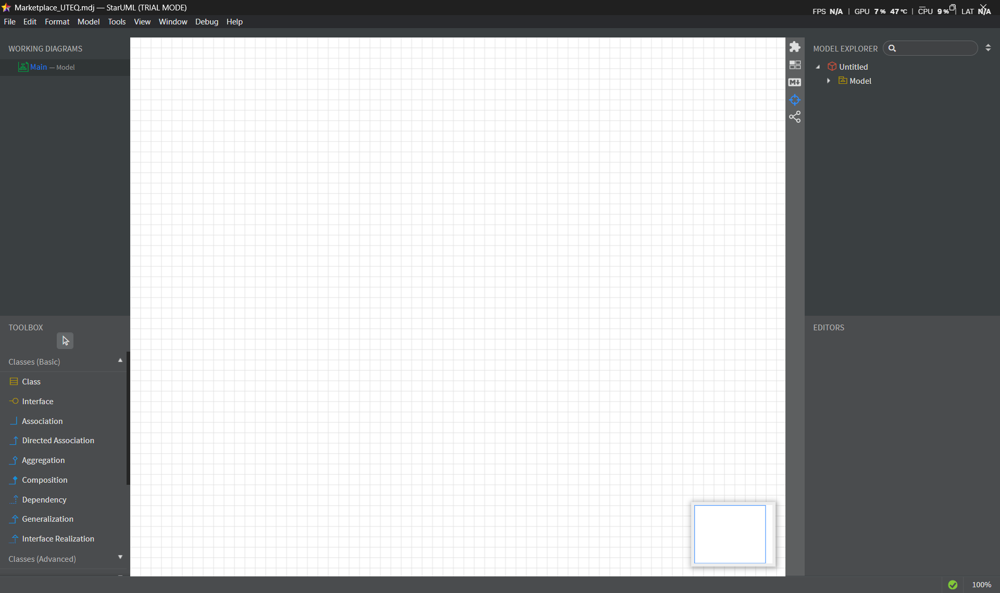 Marketplace_UTEQ.mdj — StarUML (TRIAL MODE)
FPS N/A | GPU 7% 47°C | CPU 9% | LAT N/A
File Edit Format Model Tools View Window Debug Help
WORKING DIAGRAMS
Main — Model
MODEL EXPLORER
Untitled
Model
TOOLBOX
Classes (Basic)
Class
Interface
Association
Directed Association
Aggregation
Composition
Dependency
Generalization
Interface Realization
Classes (Advanced)
EDITORS
M
100%